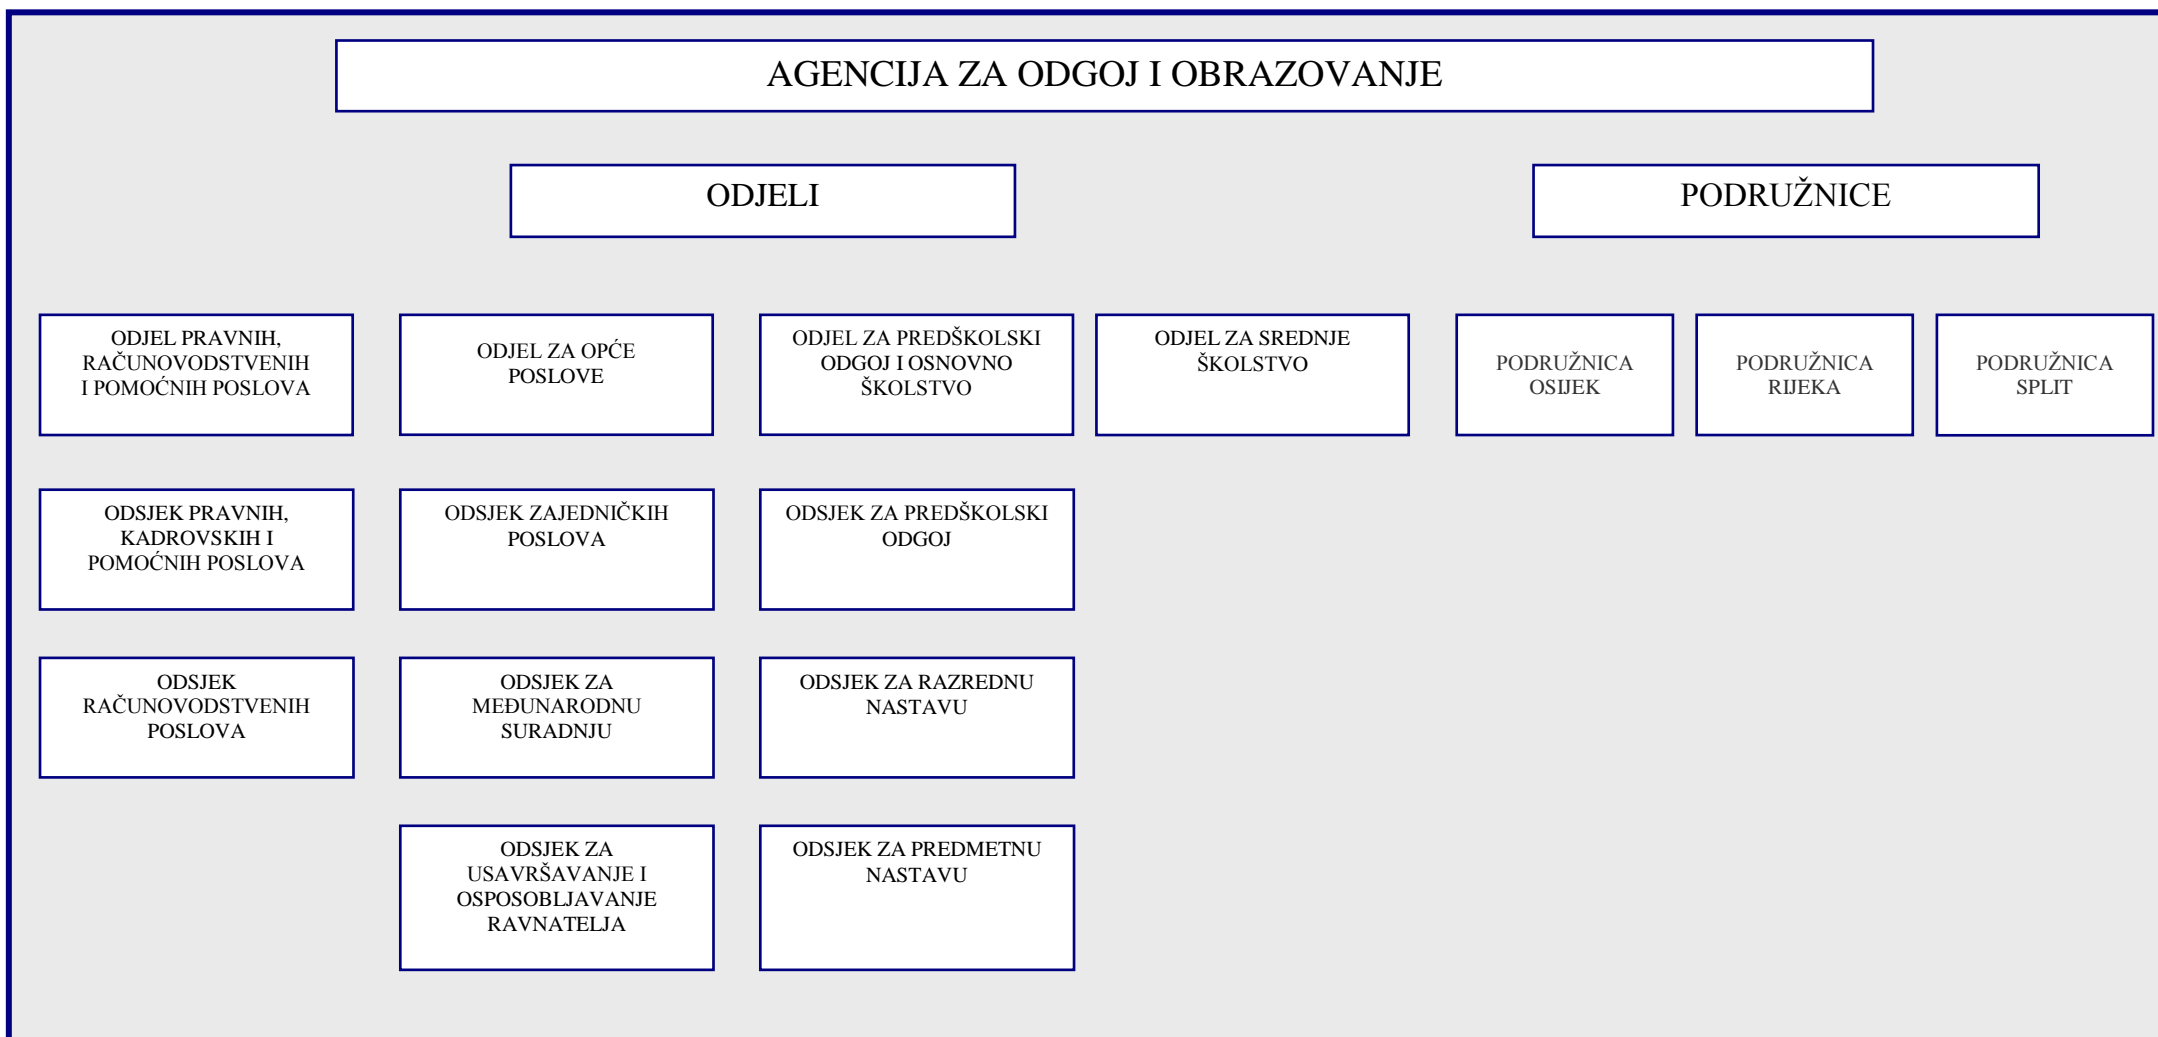 AGENCIJA ZA ODGOJ I OBRAZOVANJE
ODJELI
PODRUŽNICE
ODJEL PRAVNIH,
RAČUNOVODSTVENIH
I POMOĆNIH POSLOVA
ODJEL ZA OPĆE
POSLOVE
ODJEL ZA PREDŠKOLSKI
ODGOJ I OSNOVNO
ŠKOLSTVO
ODJEL ZA SREDNJE
ŠKOLSTVO
PODRUŽNICA
OSIJEK
PODRUŽNICA
RIJEKA
PODRUŽNICA
SPLIT
ODSJEK PRAVNIH,
KADROVSKIH I
POMOĆNIH POSLOVA
ODSJEK ZAJEDNIČKIH
POSLOVA
ODSJEK ZA PREDŠKOLSKI
ODGOJ
ODSJEK
RAČUNOVODSTVENIH
POSLOVA
ODSJEK ZA
MEĐUNARODNU
SURADNJU
ODSJEK ZA RAZREDNU
NASTAVU
ODSJEK ZA
USAVRŠAVANJE I
OSPOSOBLJAVANJE
RAVNATELJA
ODSJEK ZA PREDMETNU
NASTAVU